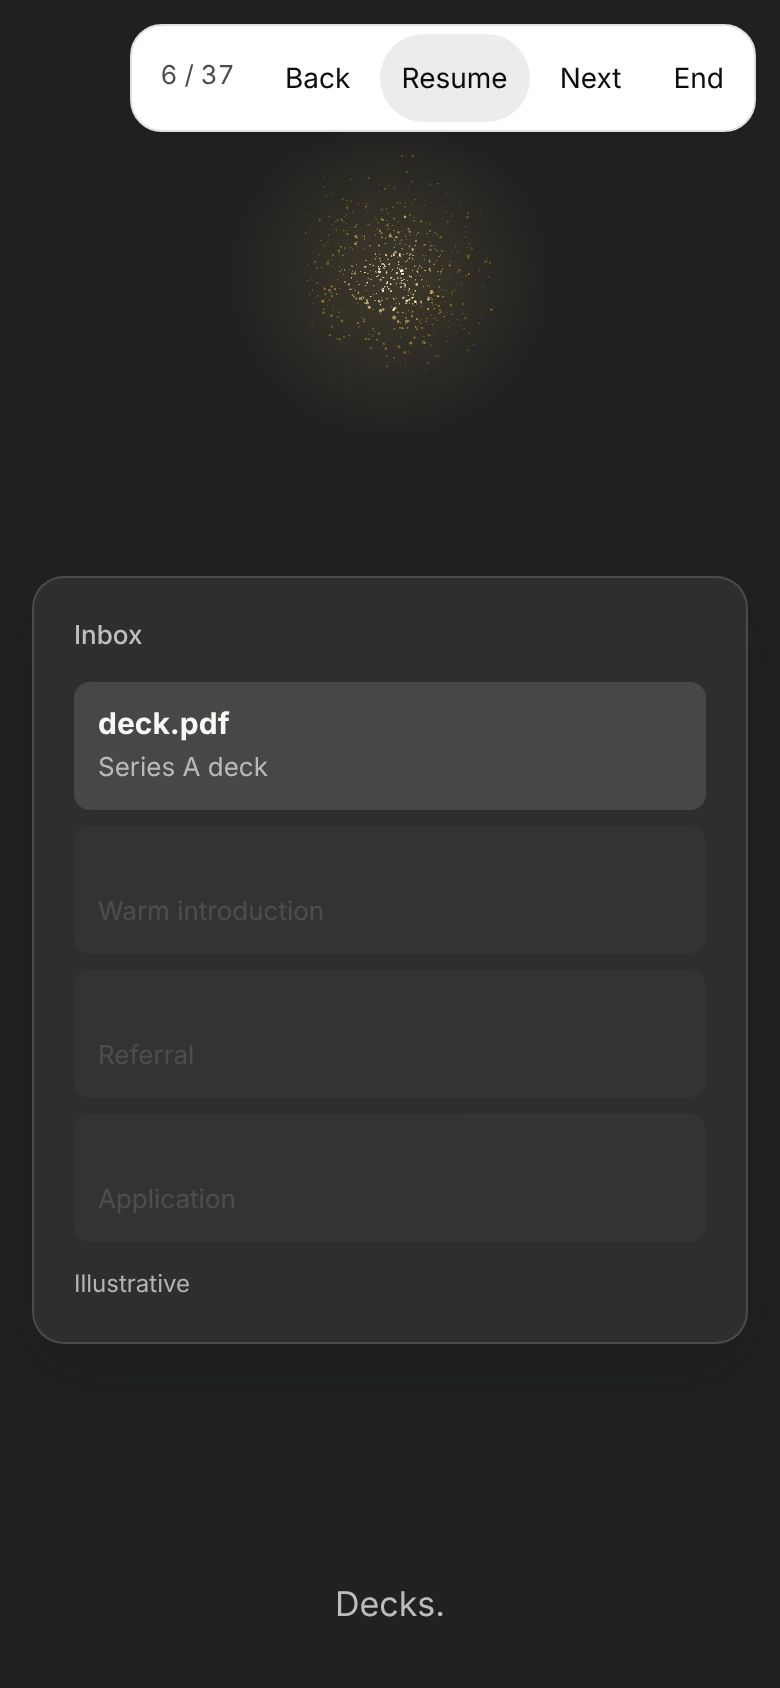 6 / 37 Back Resume Next End
Inbox
deck.pdf
Series A deck
Warm introduction
Referral
Application
Illustrative
Decks.